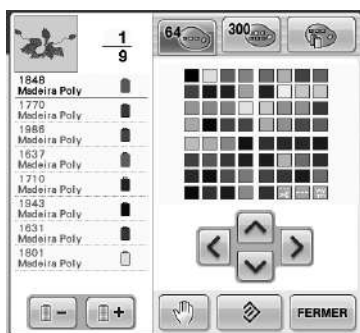 1
9
64
300
1848
Madeira Poly
1770
Madeira Poly
1986
Madeira Poly
1637
Madeira Poly
1710
Madeira Poly
1943
Madeira Poly
1631
Madeira Poly
1801
Madeira Poly
−
+
FERMER